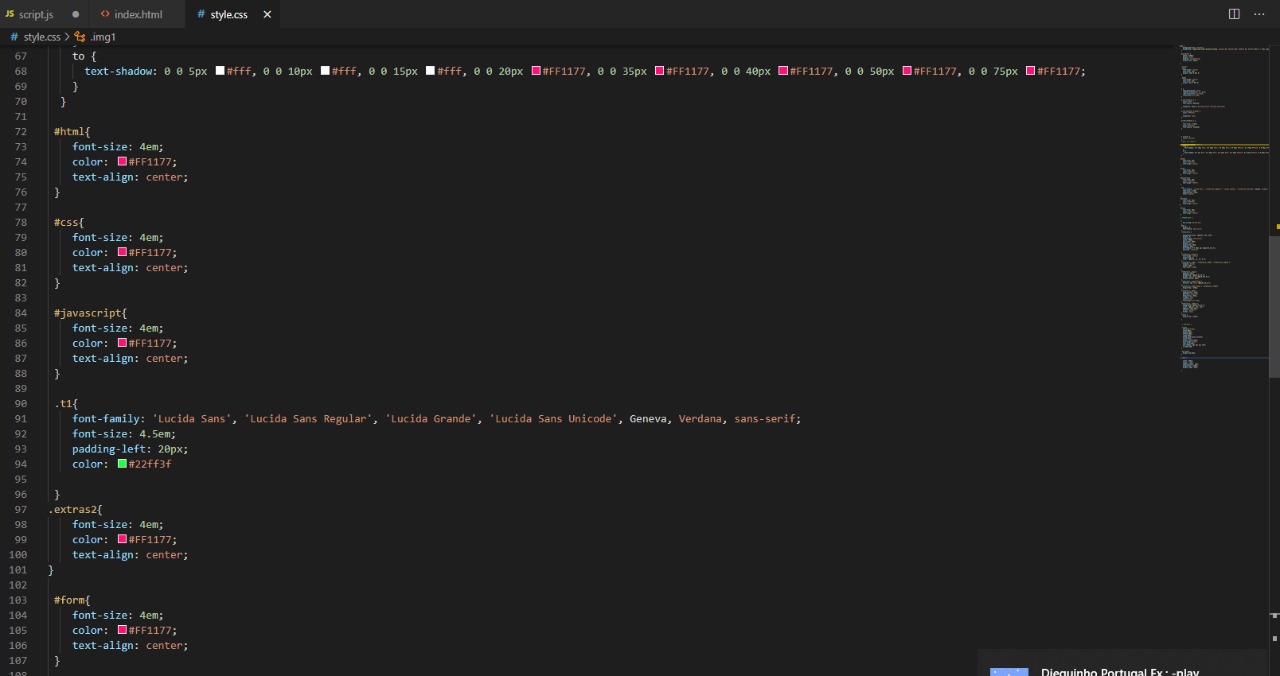 JS script.js
<> index.html
# style.css ×
···
# style.css > .img1
67 to {
68 text-shadow: 0 0 5px #fff, 0 0 10px #fff, 0 0 15px #fff, 0 0 20px #FF1177, 0 0 35px #FF1177, 0 0 40px #FF1177, 0 0 50px #FF1177, 0 0 75px #FF1177;
69 }
70 }
71
72 #html{
73 font-size: 4em;
74 color: #FF1177;
75 text-align: center;
76 }
77
78 #css{
79 font-size: 4em;
80 color: #FF1177;
81 text-align: center;
82 }
83
84 #javascript{
85 font-size: 4em;
86 color: #FF1177;
87 text-align: center;
88 }
89
90 .t1{
91 font-family: 'Lucida Sans', 'Lucida Sans Regular', 'Lucida Grande', 'Lucida Sans Unicode', Geneva, Verdana, sans-serif;
92 font-size: 4.5em;
93 padding-left: 20px;
94 color: #22ff3f
95
96 }
97 .extras2{
98 font-size: 4em;
99 color: #FF1177;
100 text-align: center;
101 }
102
103 #form{
104 font-size: 4em;
105 color: #FF1177;
106 text-align: center;
107 }
108
Dieguinho Portugal Ex.: -play